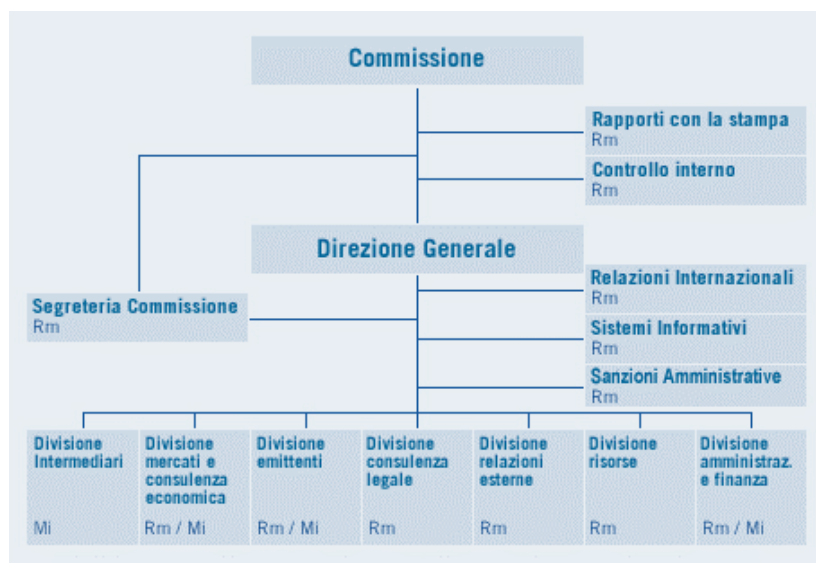 Commissione
Rapporti con la stampa
Rm
Controllo interno
Rm
Direzione Generale
Relazioni Internazionali
Rm
Segreteria Commissione
Rm
Sistemi Informativi
Rm
Sanzioni Amministrative
Rm
Divisione
Intermediari
Mi
Divisione
mercati e
consulenza
economica
Rm / Mi
Divisione
emittenti
Rm / Mi
Divisione
consulenza
legale
Rm
Divisione
relazioni
esterne
Rm
Divisione
risorse
Rm
Divisione
amministraz.
e finanza
Rm / Mi